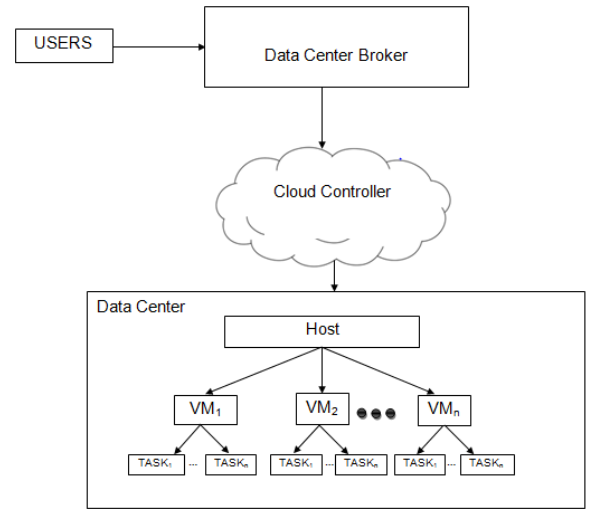 USERS
Data Center Broker
Cloud Controller
Data Center
Host
VM₁ VM₂ VMₙ
TASK₁ ... TASKₙ TASK₁ ... TASKₙ TASK₁ ... TASKₙ